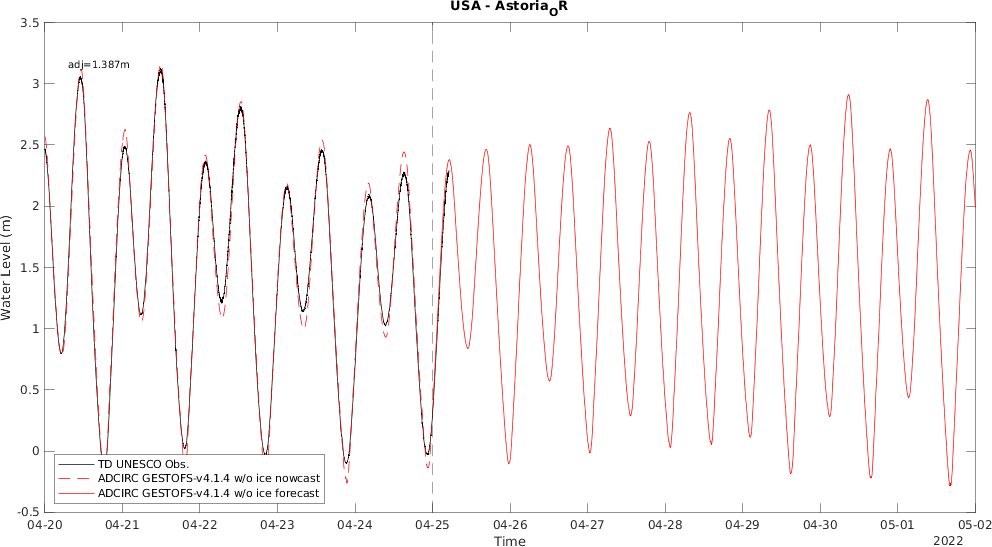 USA - Astoria_OR
adj=1.387m
Water Level (m)
3.5
3
2.5
2
1.5
1
0.5
0
-0.5
TD UNESCO Obs.
ADCIRC GESTOFS-v4.1.4 w/o ice nowcast
ADCIRC GESTOFS-v4.1.4 w/o ice forecast
04-20 04-21 04-22 04-23 04-24 04-25 04-26 04-27 04-28 04-29 04-30 05-01 05-02
Time
2022